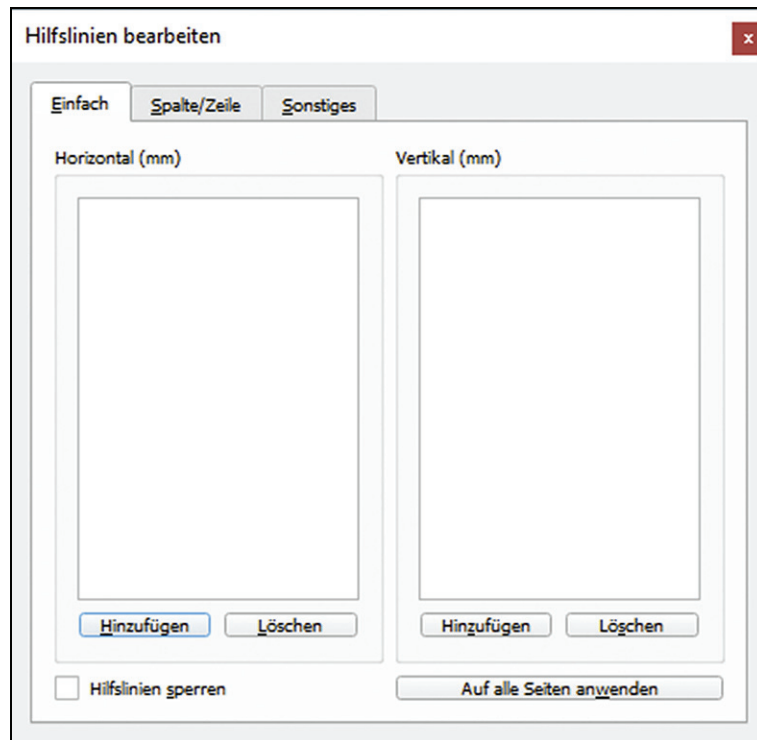 Hilfslinien bearbeiten
x
Einfach
Spalte/Zeile
Sonstiges
Horizontal (mm)
Vertikal (mm)
Hinzufügen
Löschen
Hinzufügen
Löschen
Hilfslinien sperren
Auf alle Seiten anwenden